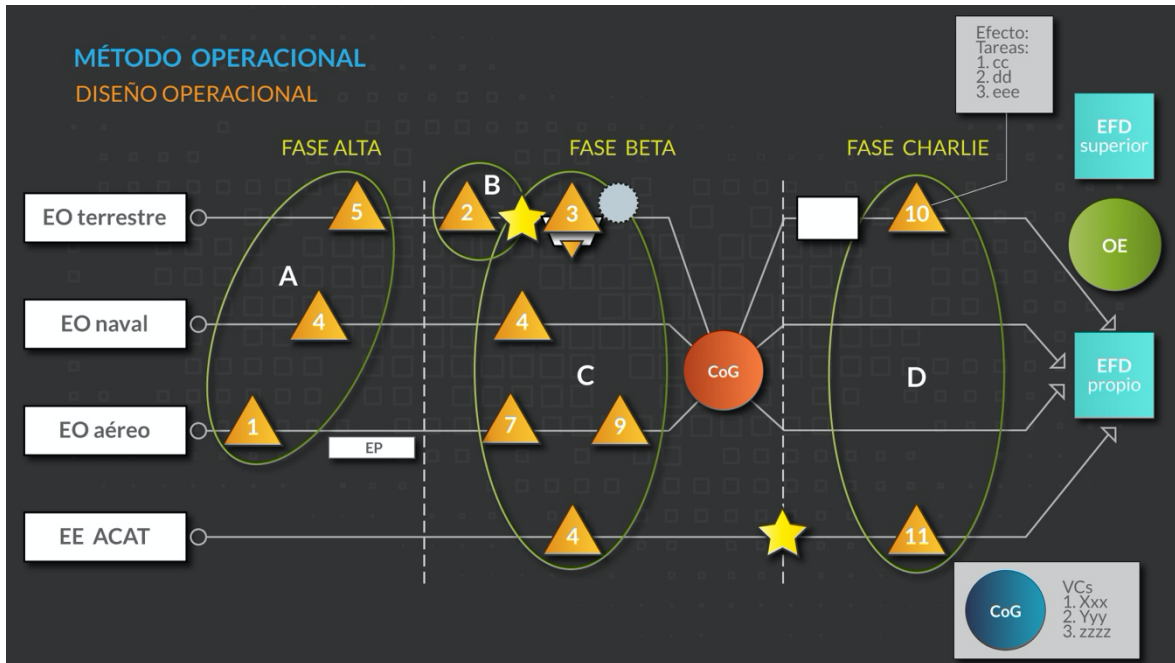 MÉTODO OPERACIONAL
DISEÑO OPERACIONAL
Efecto:
Tareas:
1. cc
2. dd
3. eee
EFD
superior
FASE ALTA
FASE BETA
FASE CHARLIE
EO terrestre
5
2
B
3
10
OE
A
EO naval
4
4
C
CoG
D
EFD
propio
EO aéreo
1
7
9
EP
EE ACAT
4
11
CoG
VCs
1. Xxx
2. Yyy
3. zzzz